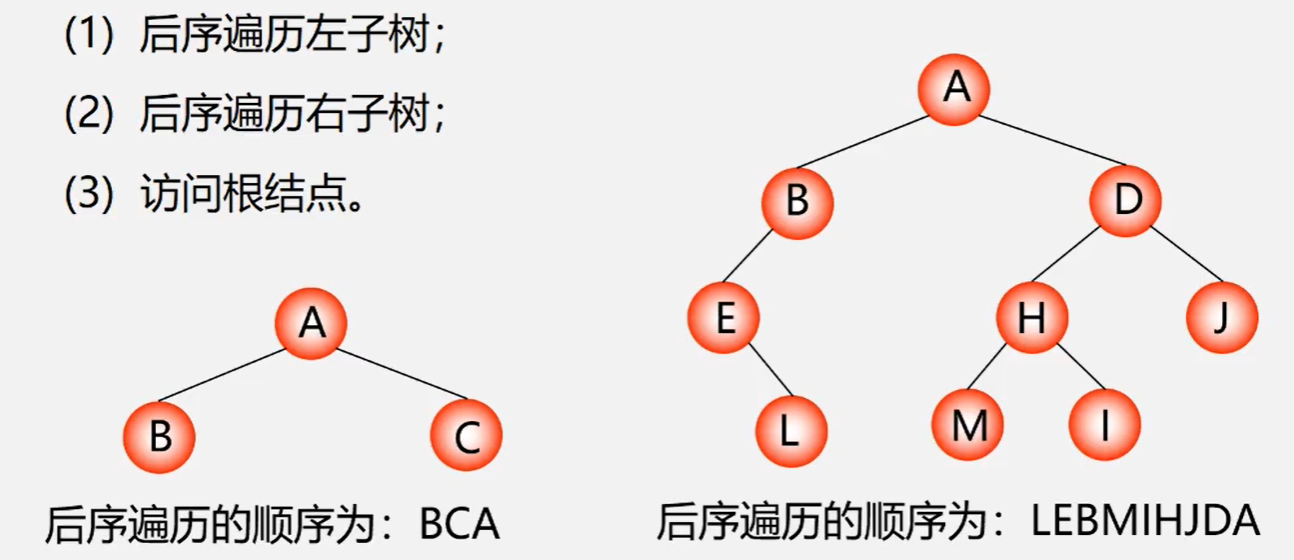 (1) 后序遍历左子树；
(2) 后序遍历右子树；
(3) 访问根结点。
A
B
C
后序遍历的顺序为：BCA
A
B
D
E
H
J
L
M
I
后序遍历的顺序为：LEBMIHJDA